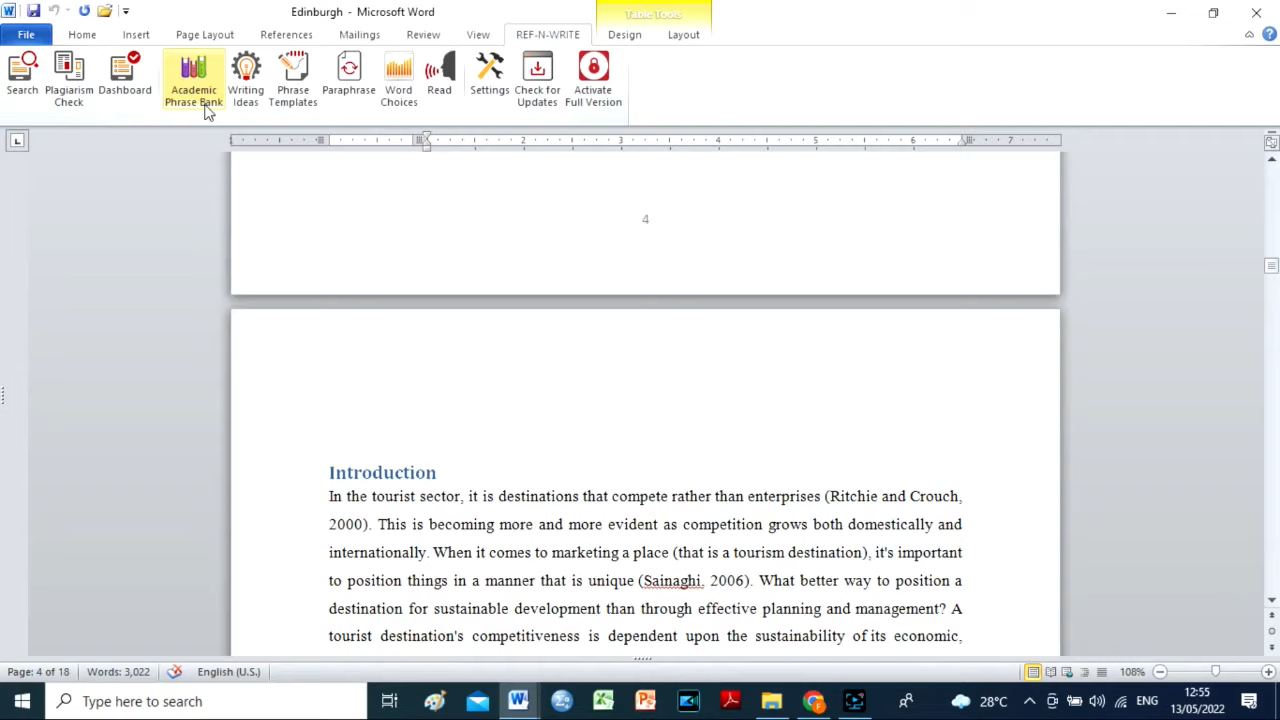 Edinburgh - Microsoft Word
Table Tools
File Home Insert Page Layout References Mailings Review View REF-N-WRITE Design Layout
Search
Plagiarism Check
Dashboard
Academic Phrase Bank
Writing Ideas
Phrase Templates
Paraphrase
Word Choices
Read
Settings
Check for Updates
Activate Full Version
1 2 3 4 5 6 7
4
Introduction
In the tourist sector, it is destinations that compete rather than enterprises (Ritchie and Crouch,
2000). This is becoming more and more evident as competition grows both domestically and
internationally. When it comes to marketing a place (that is a tourism destination), it's important
to position things in a manner that is unique (Sainaghi, 2006). What better way to position a
destination for sustainable development than through effective planning and management? A
tourist destination's competitiveness is dependent upon the sustainability of its economic,
Page: 4 of 18 Words: 3,022 English (U.S.) 108%
Type here to search 28°C ENG 12:55
13/05/2022